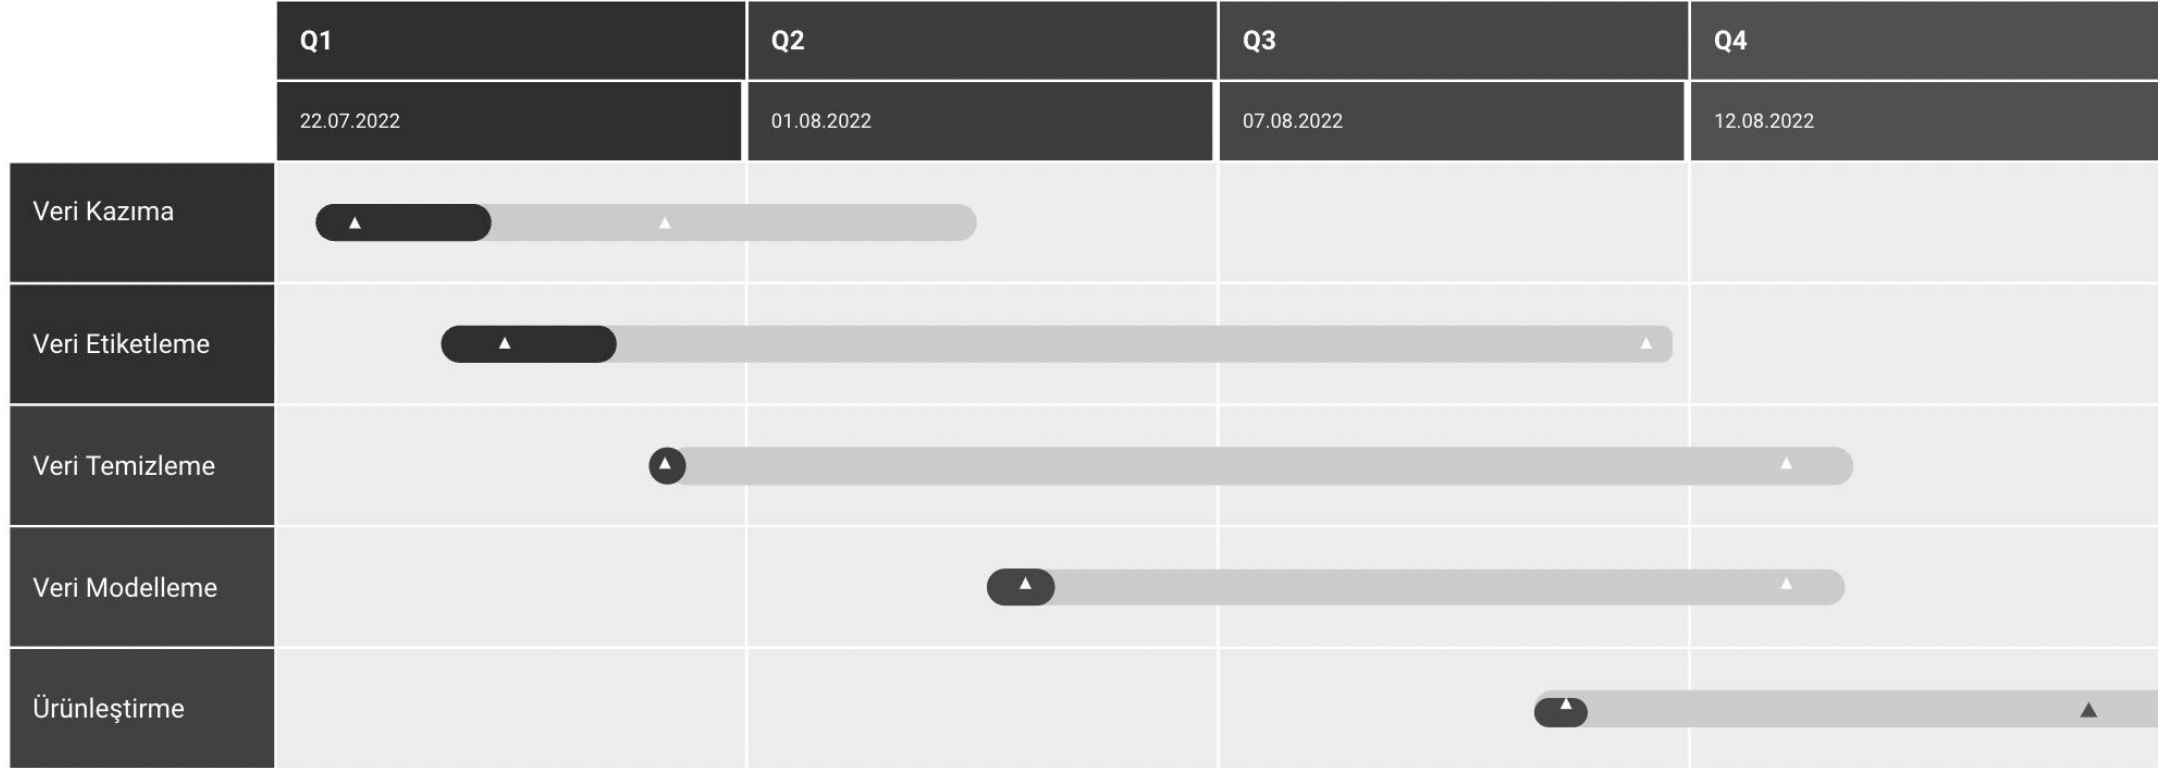 Q1
Q2
Q3
Q4
22.07.2022
01.08.2022
07.08.2022
12.08.2022
Veri Kazıma
Veri Etiketleme
Veri Temizleme
Veri Modelleme
Ürünleştirme